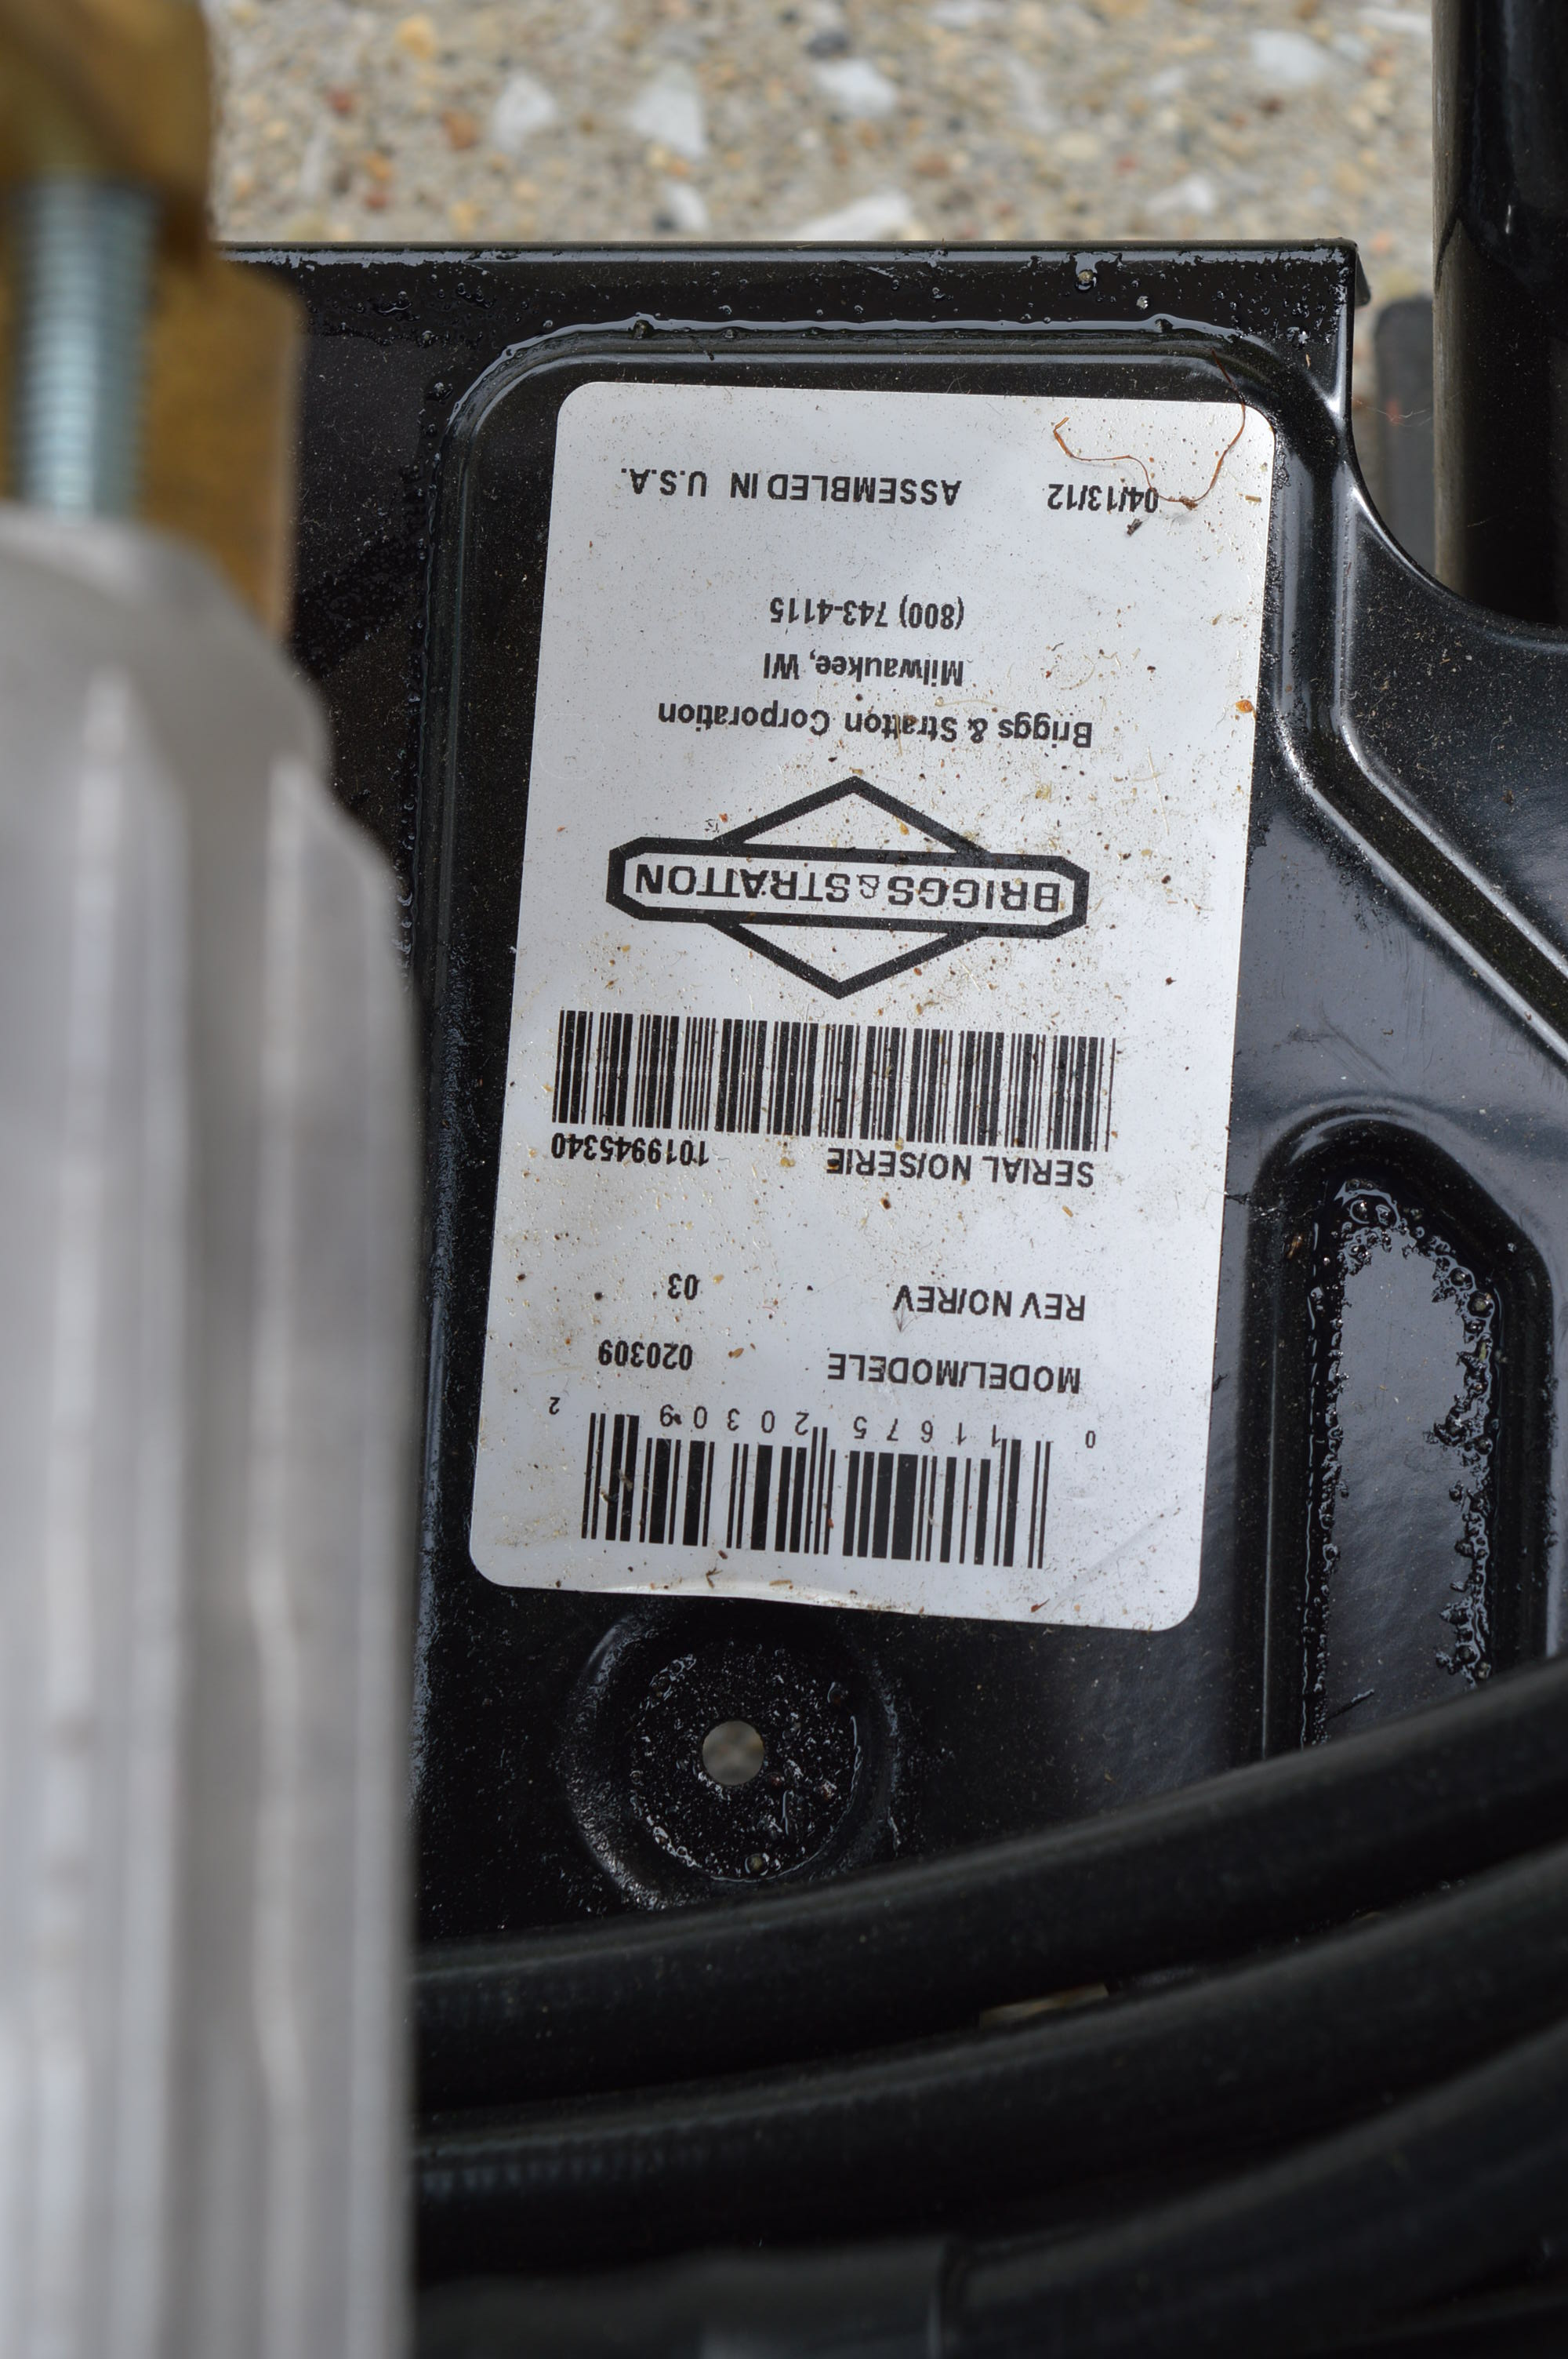 0 11675 20309 2
MODEL/MODELE 020309
REV NO/REV 03
SERIAL NO/SERIE 1019945340
BRIGGS & STRATTON
Briggs & Stratton Corporation
Milwaukee, WI
(800) 743-4115
04/13/12 ASSEMBLED IN U.S.A.